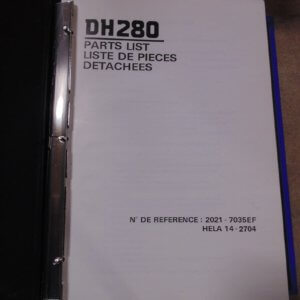 DH280
PARTS LIST
LISTE DE PIECES
DETACHEES
N° DE REFERENCE : 2021 - 7035EF
HELA 14 - 2704